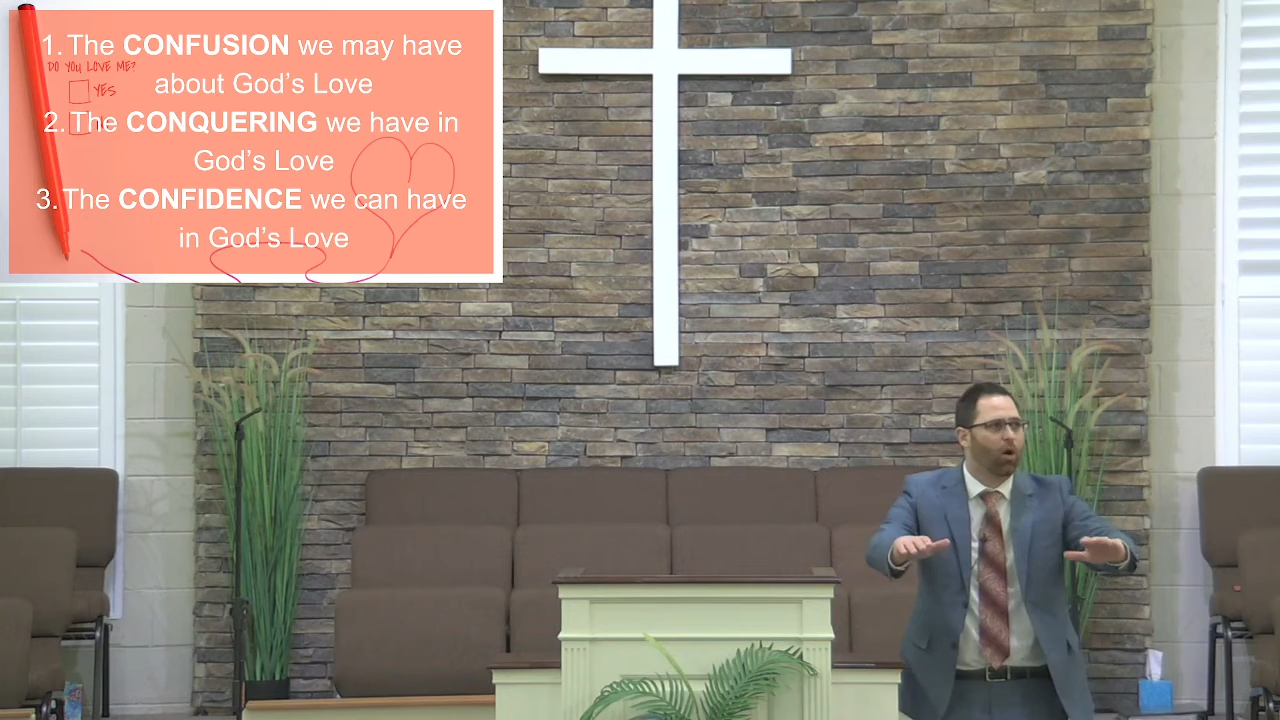 1. The CONFUSION we may have
DO YOU LOVE ME?
YES
about God's Love
2. The CONQUERING we have in
God's Love
3. The CONFIDENCE we can have
in God's Love